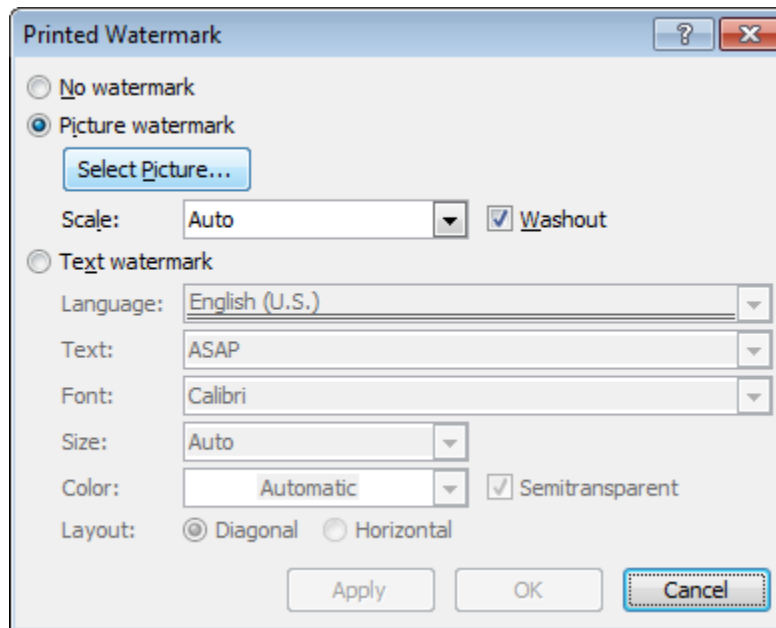 Printed Watermark
No watermark
Picture watermark
Select Picture...
Scale: Auto Washout
Text watermark
Language: English (U.S.)
Text: ASAP
Font: Calibri
Size: Auto
Color: Automatic Semitransparent
Layout: Diagonal Horizontal
Apply OK Cancel